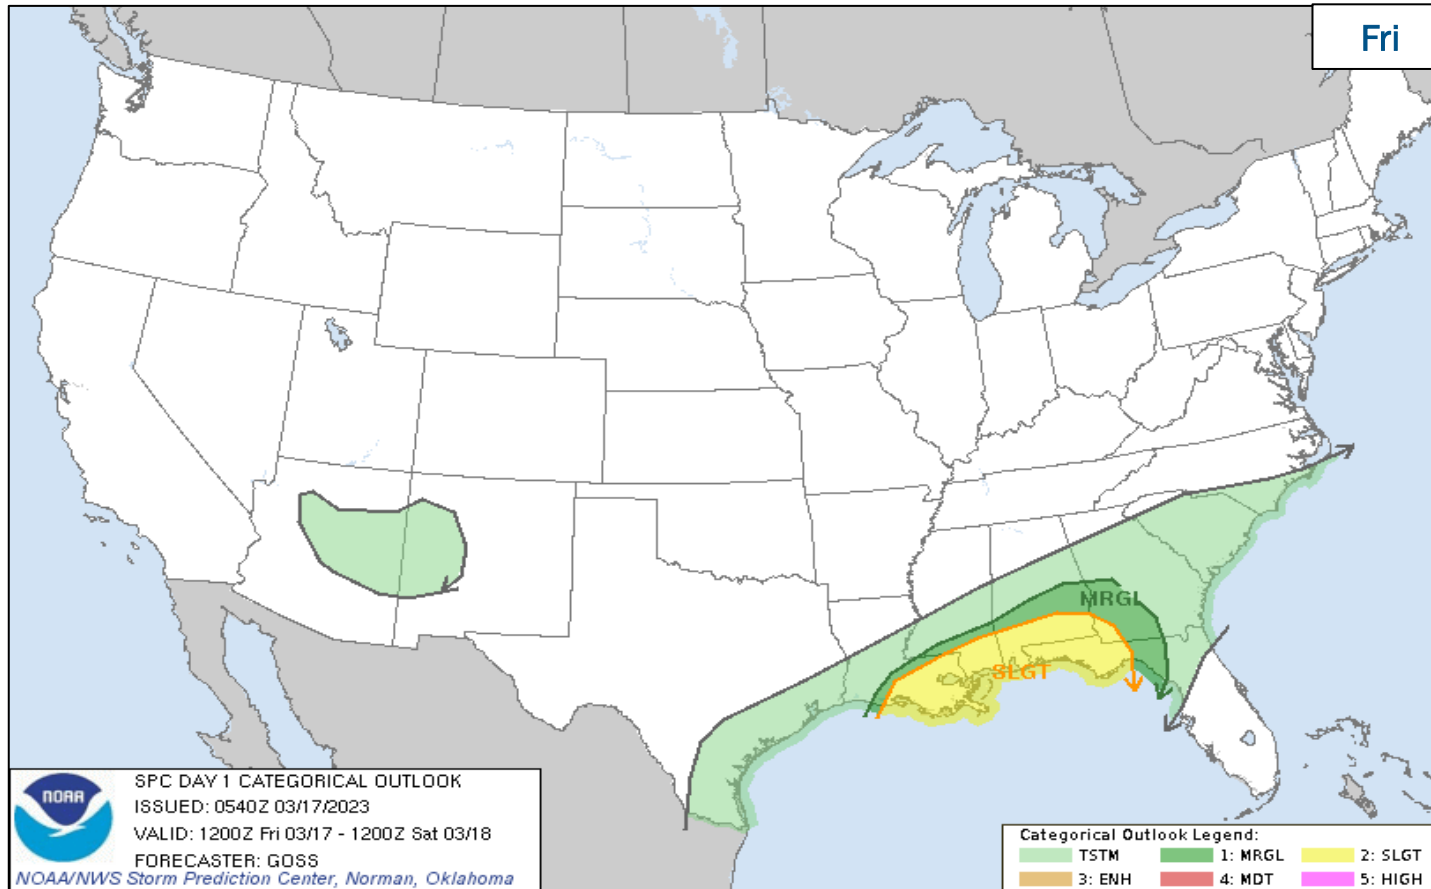 Fri
MRGL
SLGT
NOAA
SPC DAY 1 CATEGORICAL OUTLOOK
ISSUED: 0540Z 03/17/2023
VALID: 1200Z Fri 03/17 - 1200Z Sat 03/18
FORECASTER: GOSS
NOAA/NWS Storm Prediction Center, Norman, Oklahoma
Categorical Outlook Legend:
TSTM 1: MRGL 2: SLGT
3: ENH 4: MDT 5: HIGH